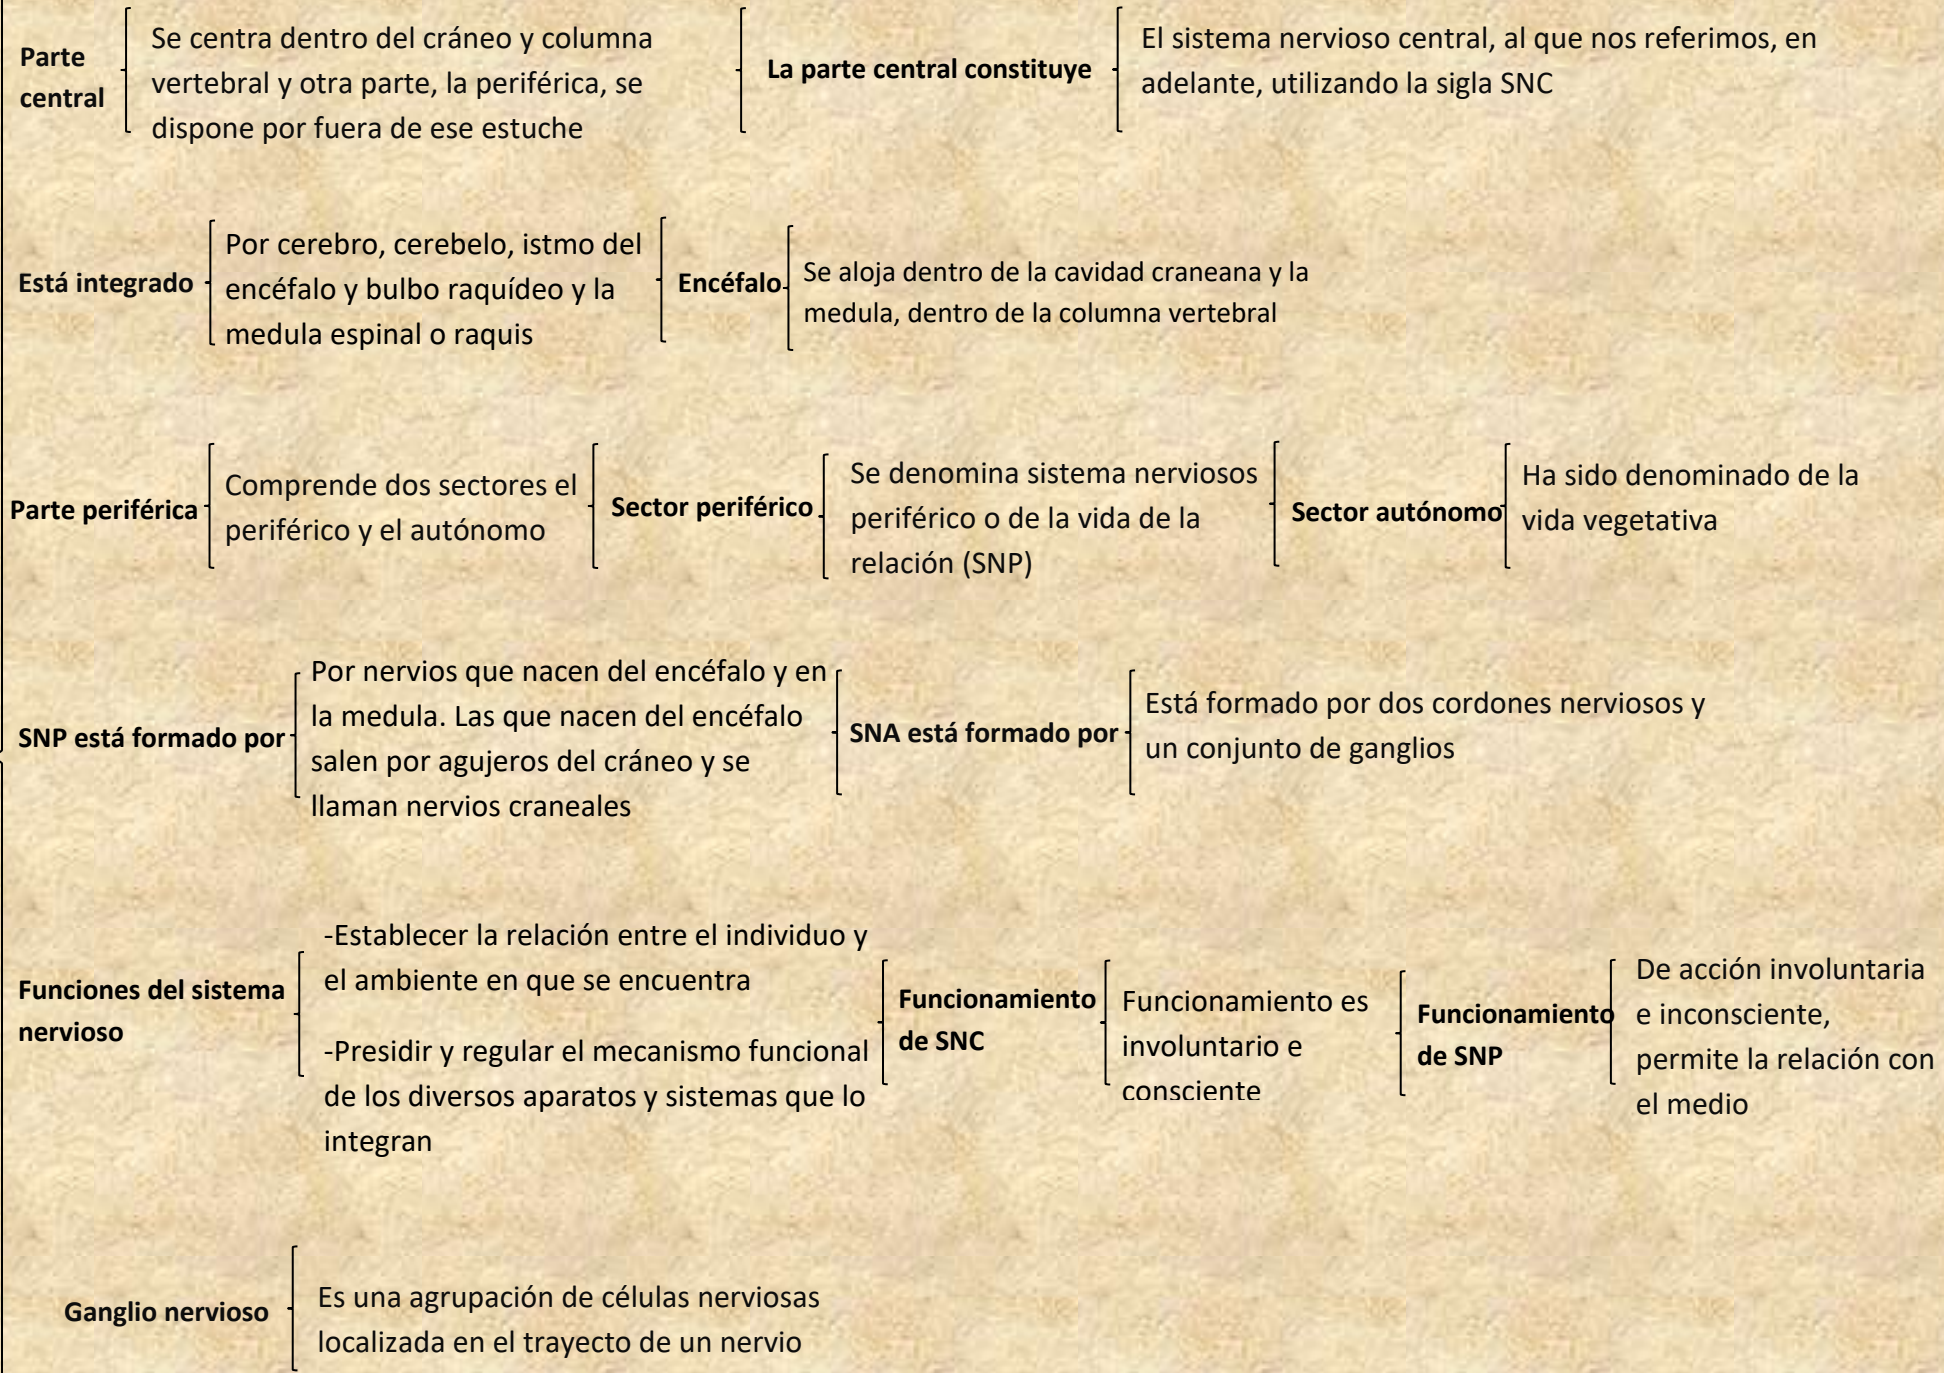 Parte
central
Se centra dentro del cráneo y columna
vertebral y otra parte, la periférica, se
dispone por fuera de ese estuche
La parte central constituye
El sistema nervioso central, al que nos referimos, en
adelante, utilizando la sigla SNC
Está integrado
Por cerebro, cerebelo, istmo del
encéfalo y bulbo raquídeo y la
medula espinal o raquis
Encéfalo
Se aloja dentro de la cavidad craneana y la
medula, dentro de la columna vertebral
Parte periférica
Comprende dos sectores el
periférico y el autónomo
Sector periférico
Se denomina sistema nerviosos
periférico o de la vida de la
relación (SNP)
Sector autónomo
Ha sido denominado de la
vida vegetativa
SNP está formado por
Por nervios que nacen del encéfalo y en
la medula. Las que nacen del encéfalo
salen por agujeros del cráneo y se
llaman nervios craneales
SNA está formado por
Está formado por dos cordones nerviosos y
un conjunto de ganglios
Funciones del sistema
nervioso
-Establecer la relación entre el individuo y
el ambiente en que se encuentra
-Presidir y regular el mecanismo funcional
de los diversos aparatos y sistemas que lo
integran
Funcionamiento
de SNC
Funcionamiento es
involuntario e
consciente
Funcionamiento
de SNP
De acción involuntaria
e inconsciente,
permite la relación con
el medio
Ganglio nervioso
Es una agrupación de células nerviosas
localizada en el trayecto de un nervio